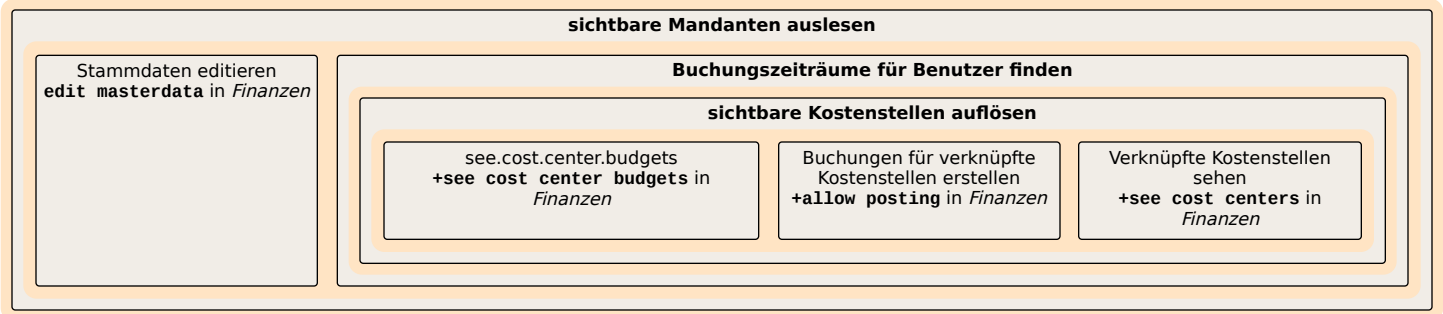 sichtbare Mandanten auslesen
Stammdaten editieren
edit masterdata in Finanzen
Buchungszeiträume für Benutzer finden
sichtbare Kostenstellen auflösen
see.cost.center.budgets
+see cost center budgets in
Finanzen
Buchungen für verknüpfte
Kostenstellen erstellen
+allow posting in Finanzen
Verknüpfte Kostenstellen
sehen
+see cost centers in
Finanzen